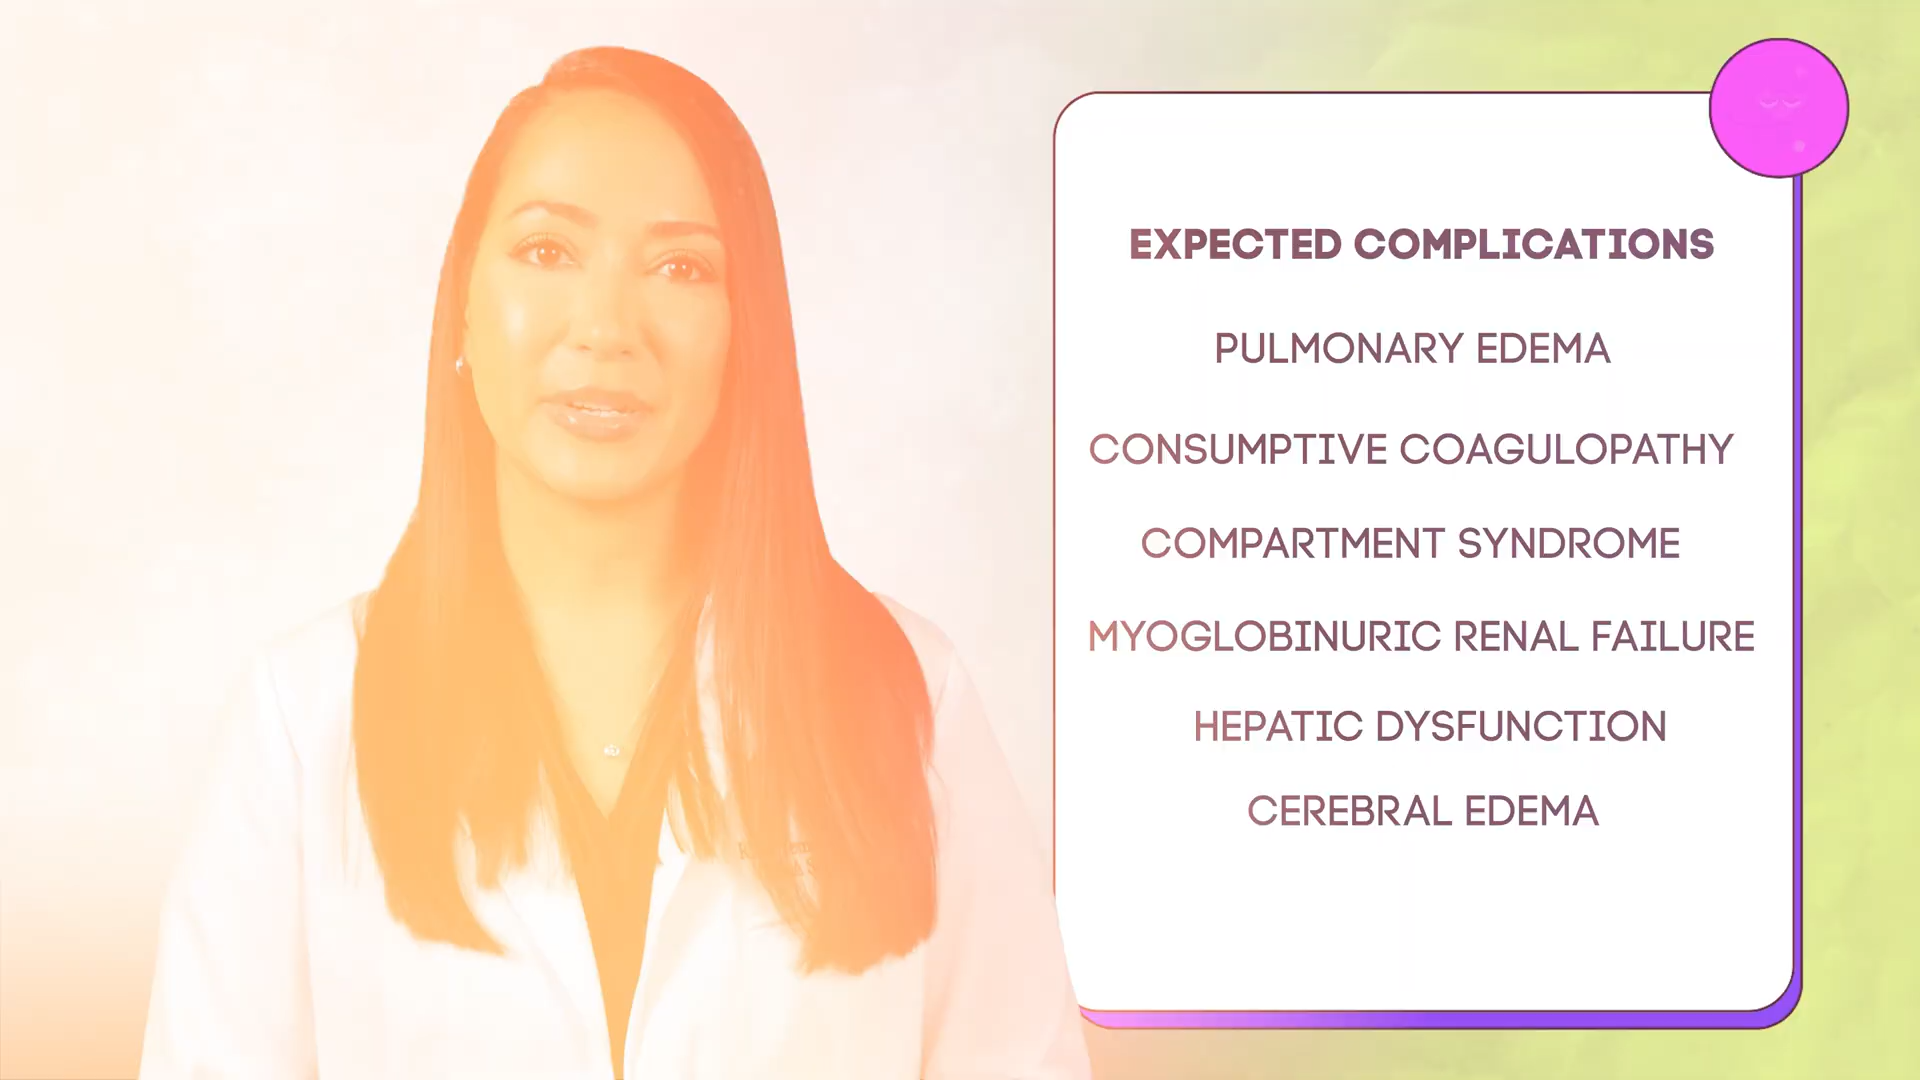 EXPECTED COMPLICATIONS
PULMONARY EDEMA
CONSUMPTIVE COAGULOPATHY
COMPARTMENT SYNDROME
MYOGLOBINURIC RENAL FAILURE
HEPATIC DYSFUNCTION
CEREBRAL EDEMA